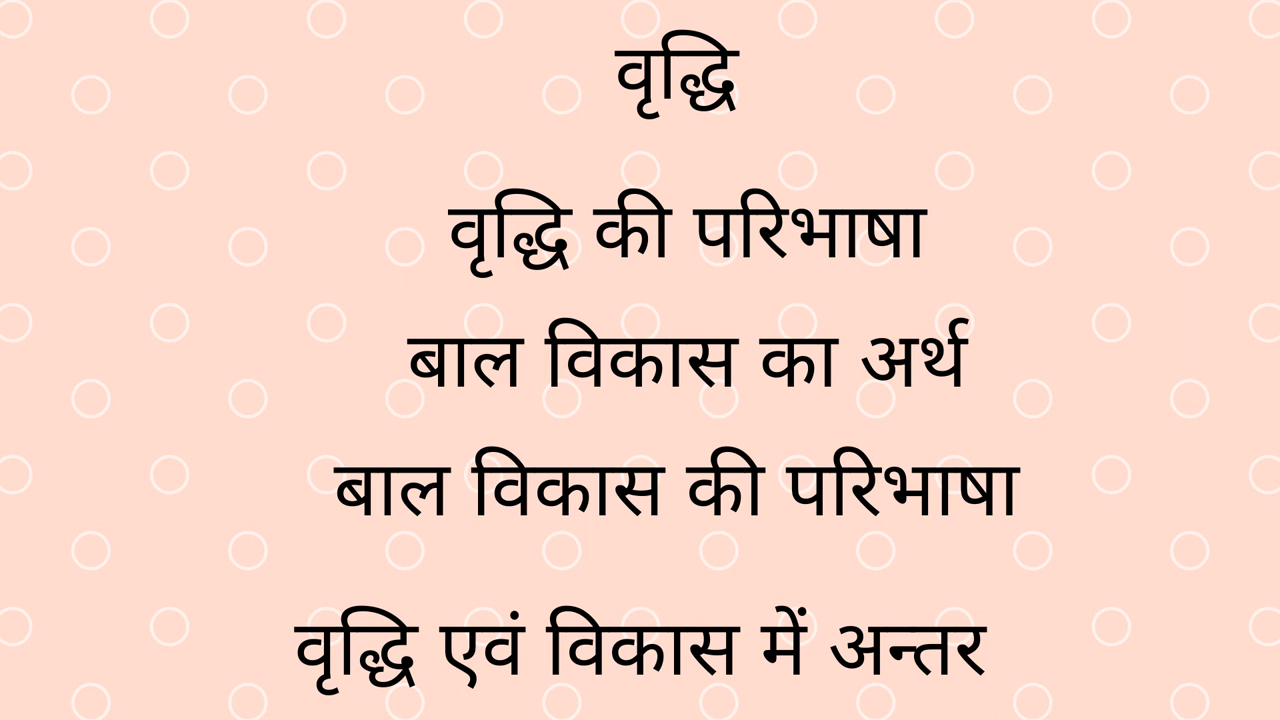 वृद्धि
वृद्धि की परिभाषा
बाल विकास का अर्थ
बाल विकास की परिभाषा
वृद्धि एवं विकास में अन्तर